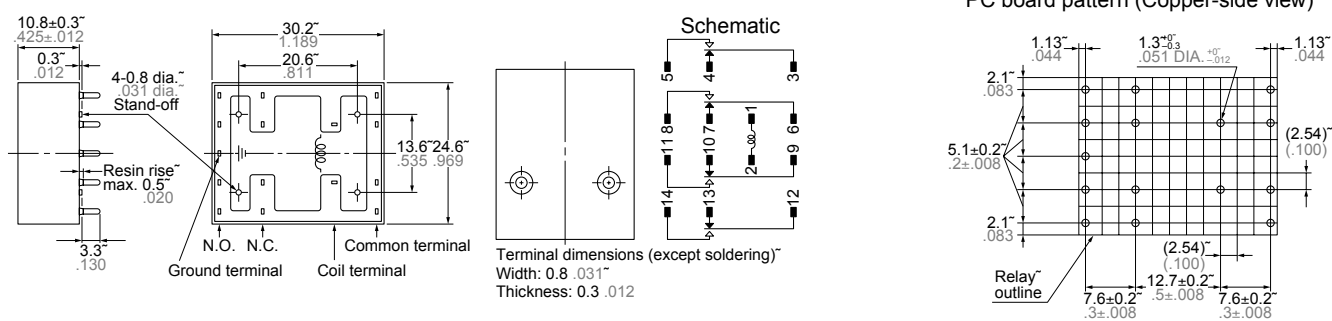 10.8±0.3˜
.425±.012
0.3˜
.012
4-0.8 dia.˜
.031 dia.˜
Stand-off
Resin rise˜
max. 0.5˜
.020
3.3˜
.130
30.2˜
1.189
20.6˜
.811
13.6˜24.6˜
.535 .969
N.O. N.C. Common terminal
Ground terminal Coil terminal
Terminal dimensions (except soldering)˜
Width: 0.8 .031˜
Thickness: 0.3 .012
Schematic
5 4 3
8 7 1 6
11 10 2 9
14 13 12
PC board pattern (Copper-side view)
1.13˜
.044
1.3+0˜-0.3
.051 DIA.+0˜-.012
1.13˜
.044
2.1˜
.083
5.1±0.2˜
.2±.008
(2.54)˜
(.100)
2.1˜
.083
Relay˜
outline
(2.54)˜
(.100)
7.6±0.2˜
.3±.008
12.7±0.2˜
.5±.008
7.6±0.2˜
.3±.008